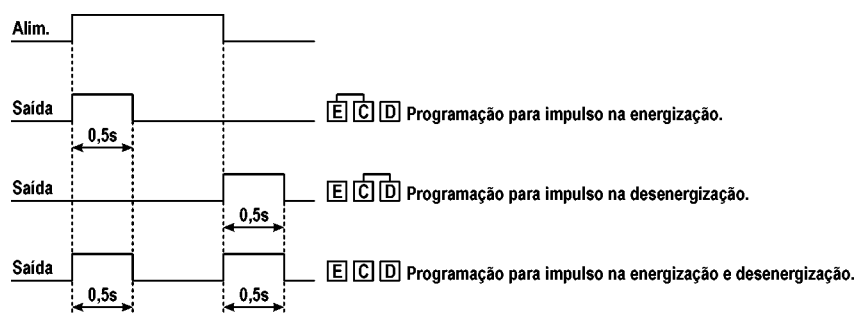 Alim.
Saída E C D Programação para impulso na energização.
0,5s
Saída E C D Programação para impulso na desenergização.
0,5s
Saída E C D Programação para impulso na energização e desenergização.
0,5s 0,5s